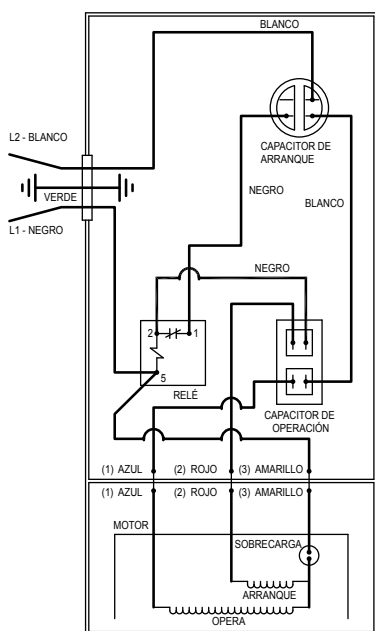 BLANCO
L2 - BLANCO
CAPACITOR DE
ARRANQUE
VERDE
NEGRO
BLANCO
L1 - NEGRO
NEGRO
2
1
5
RELÉ
CAPACITOR DE
OPERACIÓN
(1) AZUL (2) ROJO (3) AMARILLO
(1) AZUL (2) ROJO (3) AMARILLO
MOTOR
SOBRECARGA
ARRANQUE
OPERA